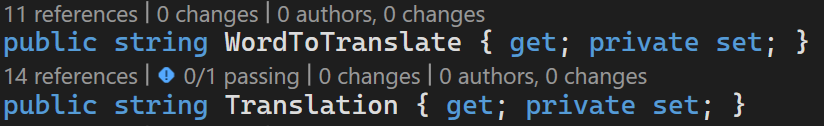 11 references | 0 changes | 0 authors, 0 changes
public string WordToTranslate { get; private set; }
14 references | 0/1 passing | 0 changes | 0 authors, 0 changes
public string Translation { get; private set; }